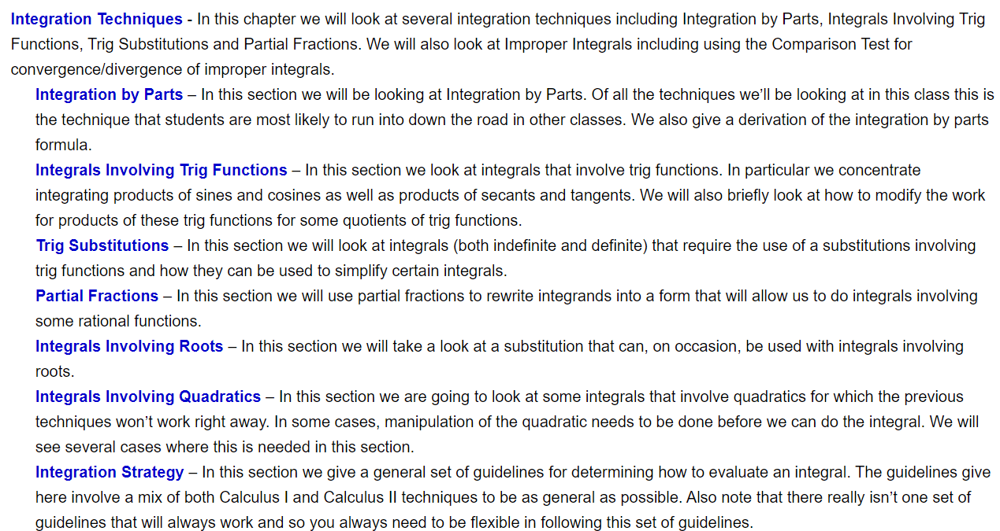 Integration Techniques - In this chapter we will look at several integration techniques including Integration by Parts, Integrals Involving Trig
Functions, Trig Substitutions and Partial Fractions. We will also look at Improper Integrals including using the Comparison Test for
convergence/divergence of improper integrals.
Integration by Parts – In this section we will be looking at Integration by Parts. Of all the techniques we’ll be looking at in this class this is
the technique that students are most likely to run into down the road in other classes. We also give a derivation of the integration by parts
formula.
Integrals Involving Trig Functions – In this section we look at integrals that involve trig functions. In particular we concentrate
integrating products of sines and cosines as well as products of secants and tangents. We will also briefly look at how to modify the work
for products of these trig functions for some quotients of trig functions.
Trig Substitutions – In this section we will look at integrals (both indefinite and definite) that require the use of a substitutions involving
trig functions and how they can be used to simplify certain integrals.
Partial Fractions – In this section we will use partial fractions to rewrite integrands into a form that will allow us to do integrals involving
some rational functions.
Integrals Involving Roots – In this section we will take a look at a substitution that can, on occasion, be used with integrals involving
roots.
Integrals Involving Quadratics – In this section we are going to look at some integrals that involve quadratics for which the previous
techniques won’t work right away. In some cases, manipulation of the quadratic needs to be done before we can do the integral. We will
see several cases where this is needed in this section.
Integration Strategy – In this section we give a general set of guidelines for determining how to evaluate an integral. The guidelines give
here involve a mix of both Calculus I and Calculus II techniques to be as general as possible. Also note that there really isn’t one set of
guidelines that will always work and so you always need to be flexible in following this set of guidelines.